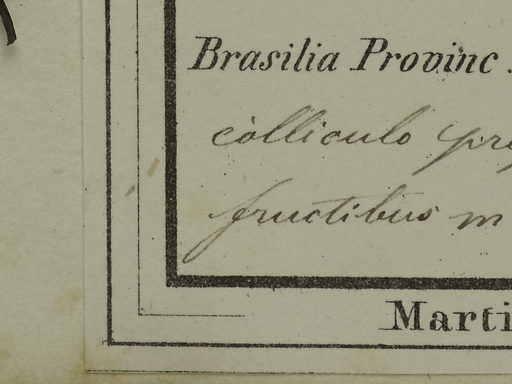 Brasilia Provinc
colliculo
fructibus m
Marti